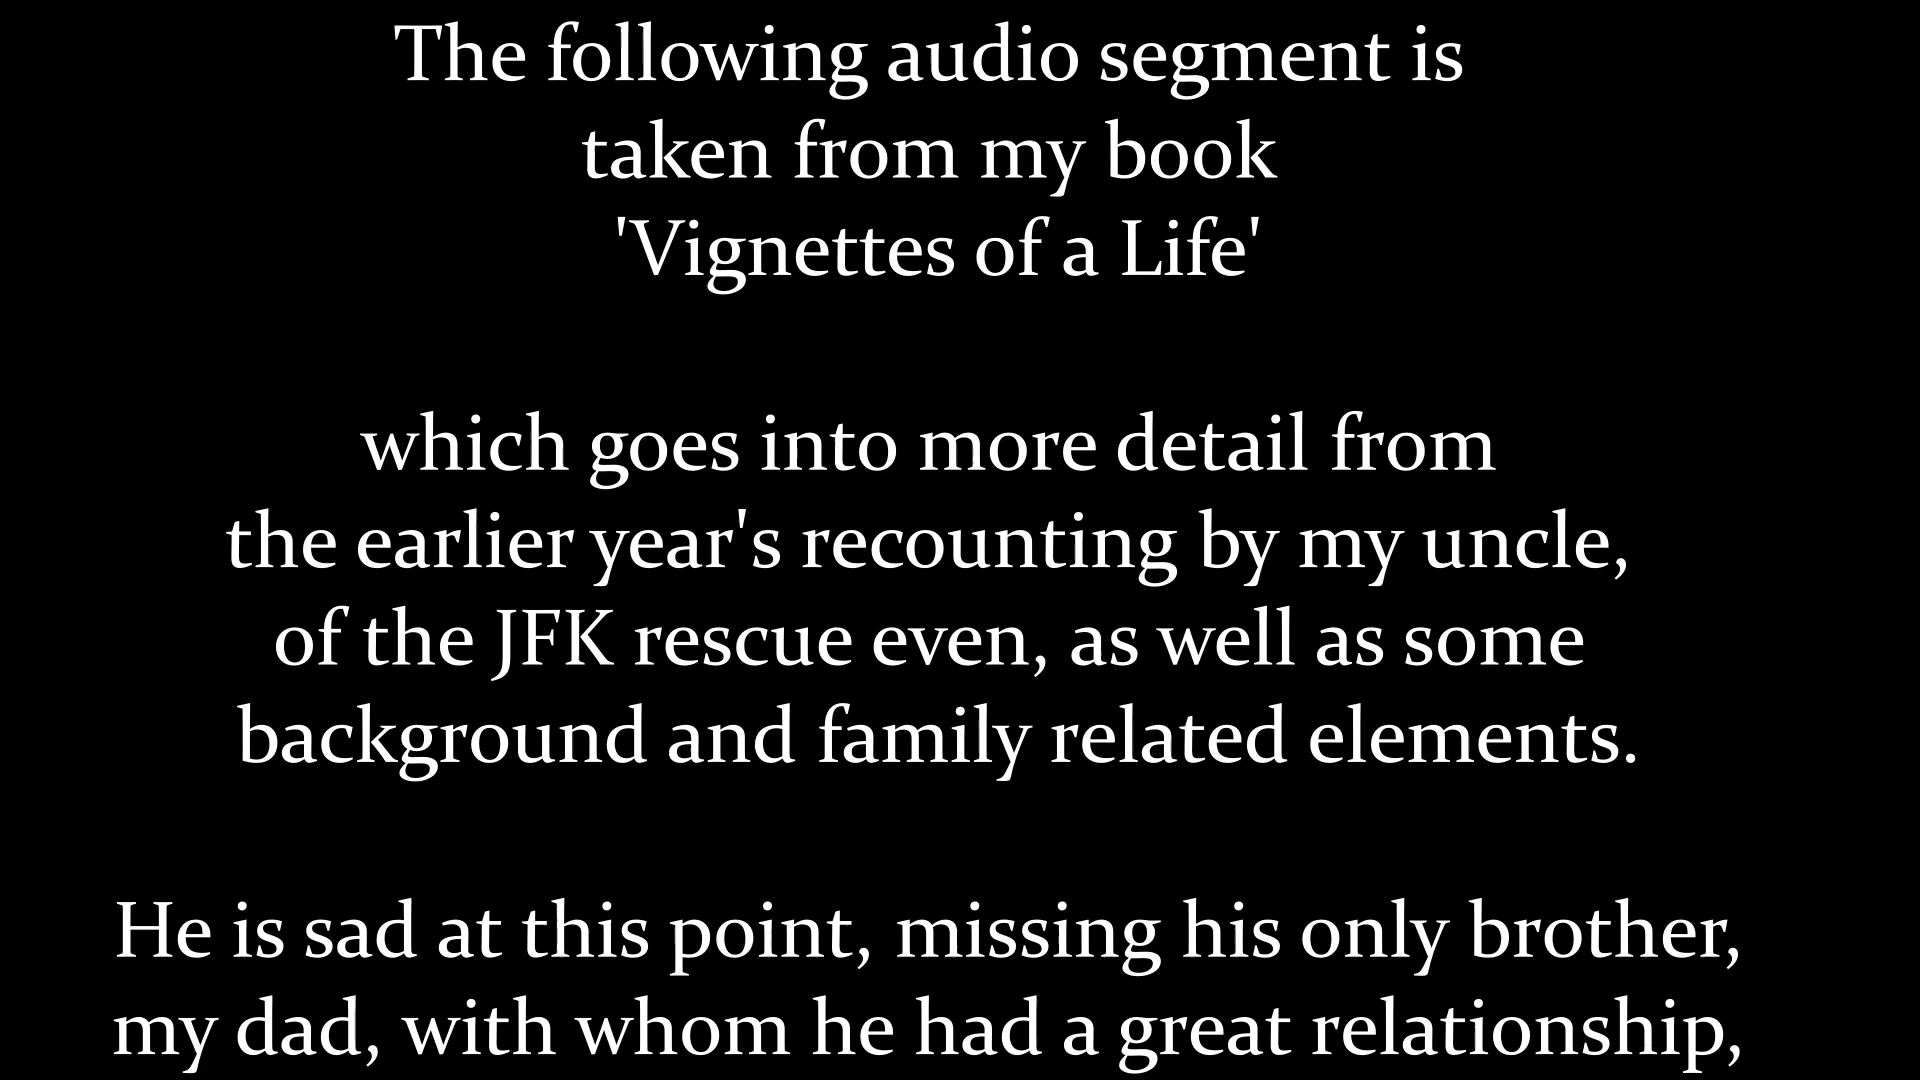 The following audio segment is
taken from my book
'Vignettes of a Life'
which goes into more detail from
the earlier year's recounting by my uncle,
of the JFK rescue even, as well as some
background and family related elements.
He is sad at this point, missing his only brother,
my dad, with whom he had a great relationship,